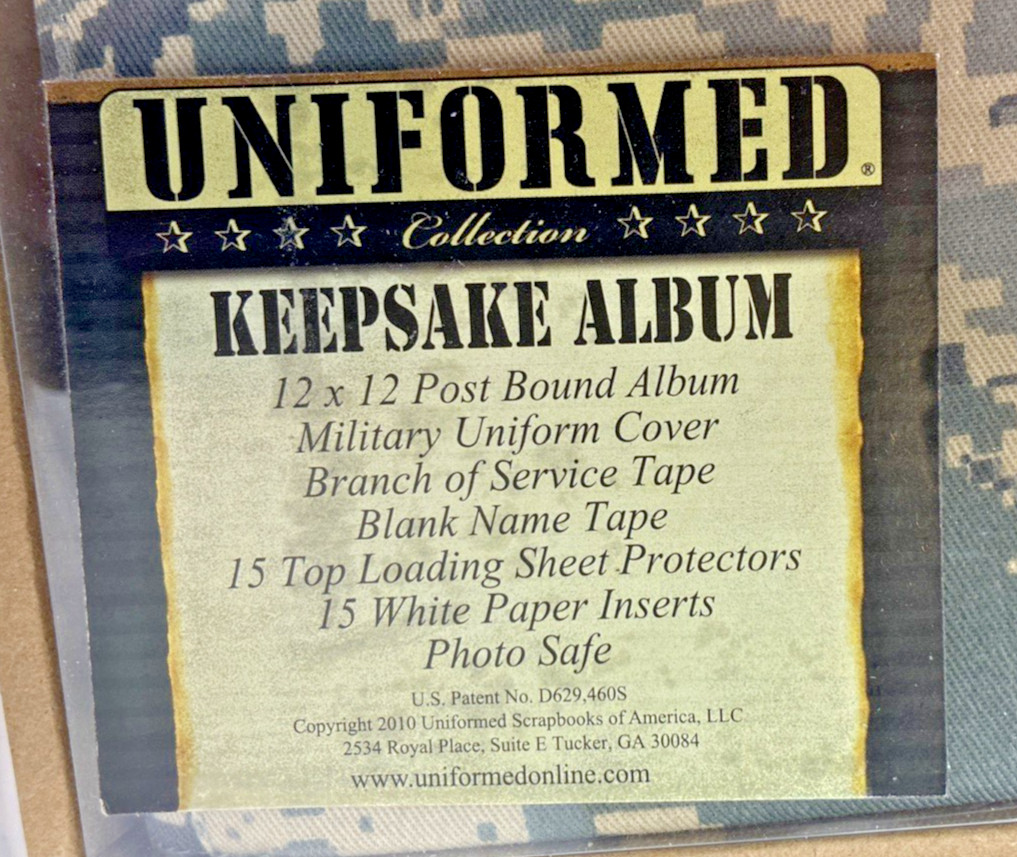 UNIFORMED®
Collection
KEEPSAKE ALBUM
12 x 12 Post Bound Album
Military Uniform Cover
Branch of Service Tape
Blank Name Tape
15 Top Loading Sheet Protectors
15 White Paper Inserts
Photo Safe
U.S. Patent No. D629,460S
Copyright 2010 Uniformed Scrapbooks of America, LLC
2534 Royal Place, Suite E Tucker, GA 30084
www.uniformedonline.com